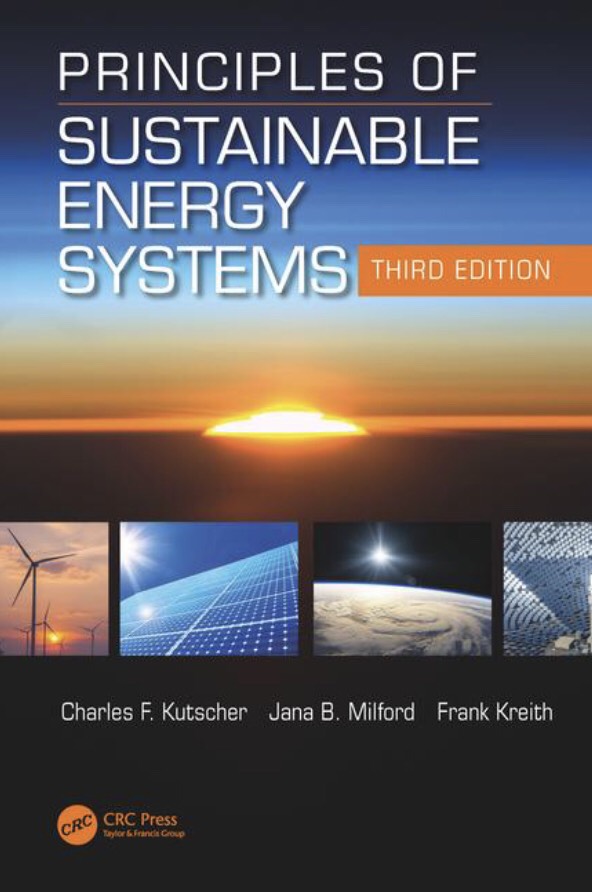 PRINCIPLES OF
SUSTAINABLE
ENERGY
SYSTEMS
THIRD EDITION
Charles F. Kutscher Jana B. Milford Frank Kreith
CRC
CRC Press
Taylor & Francis Group